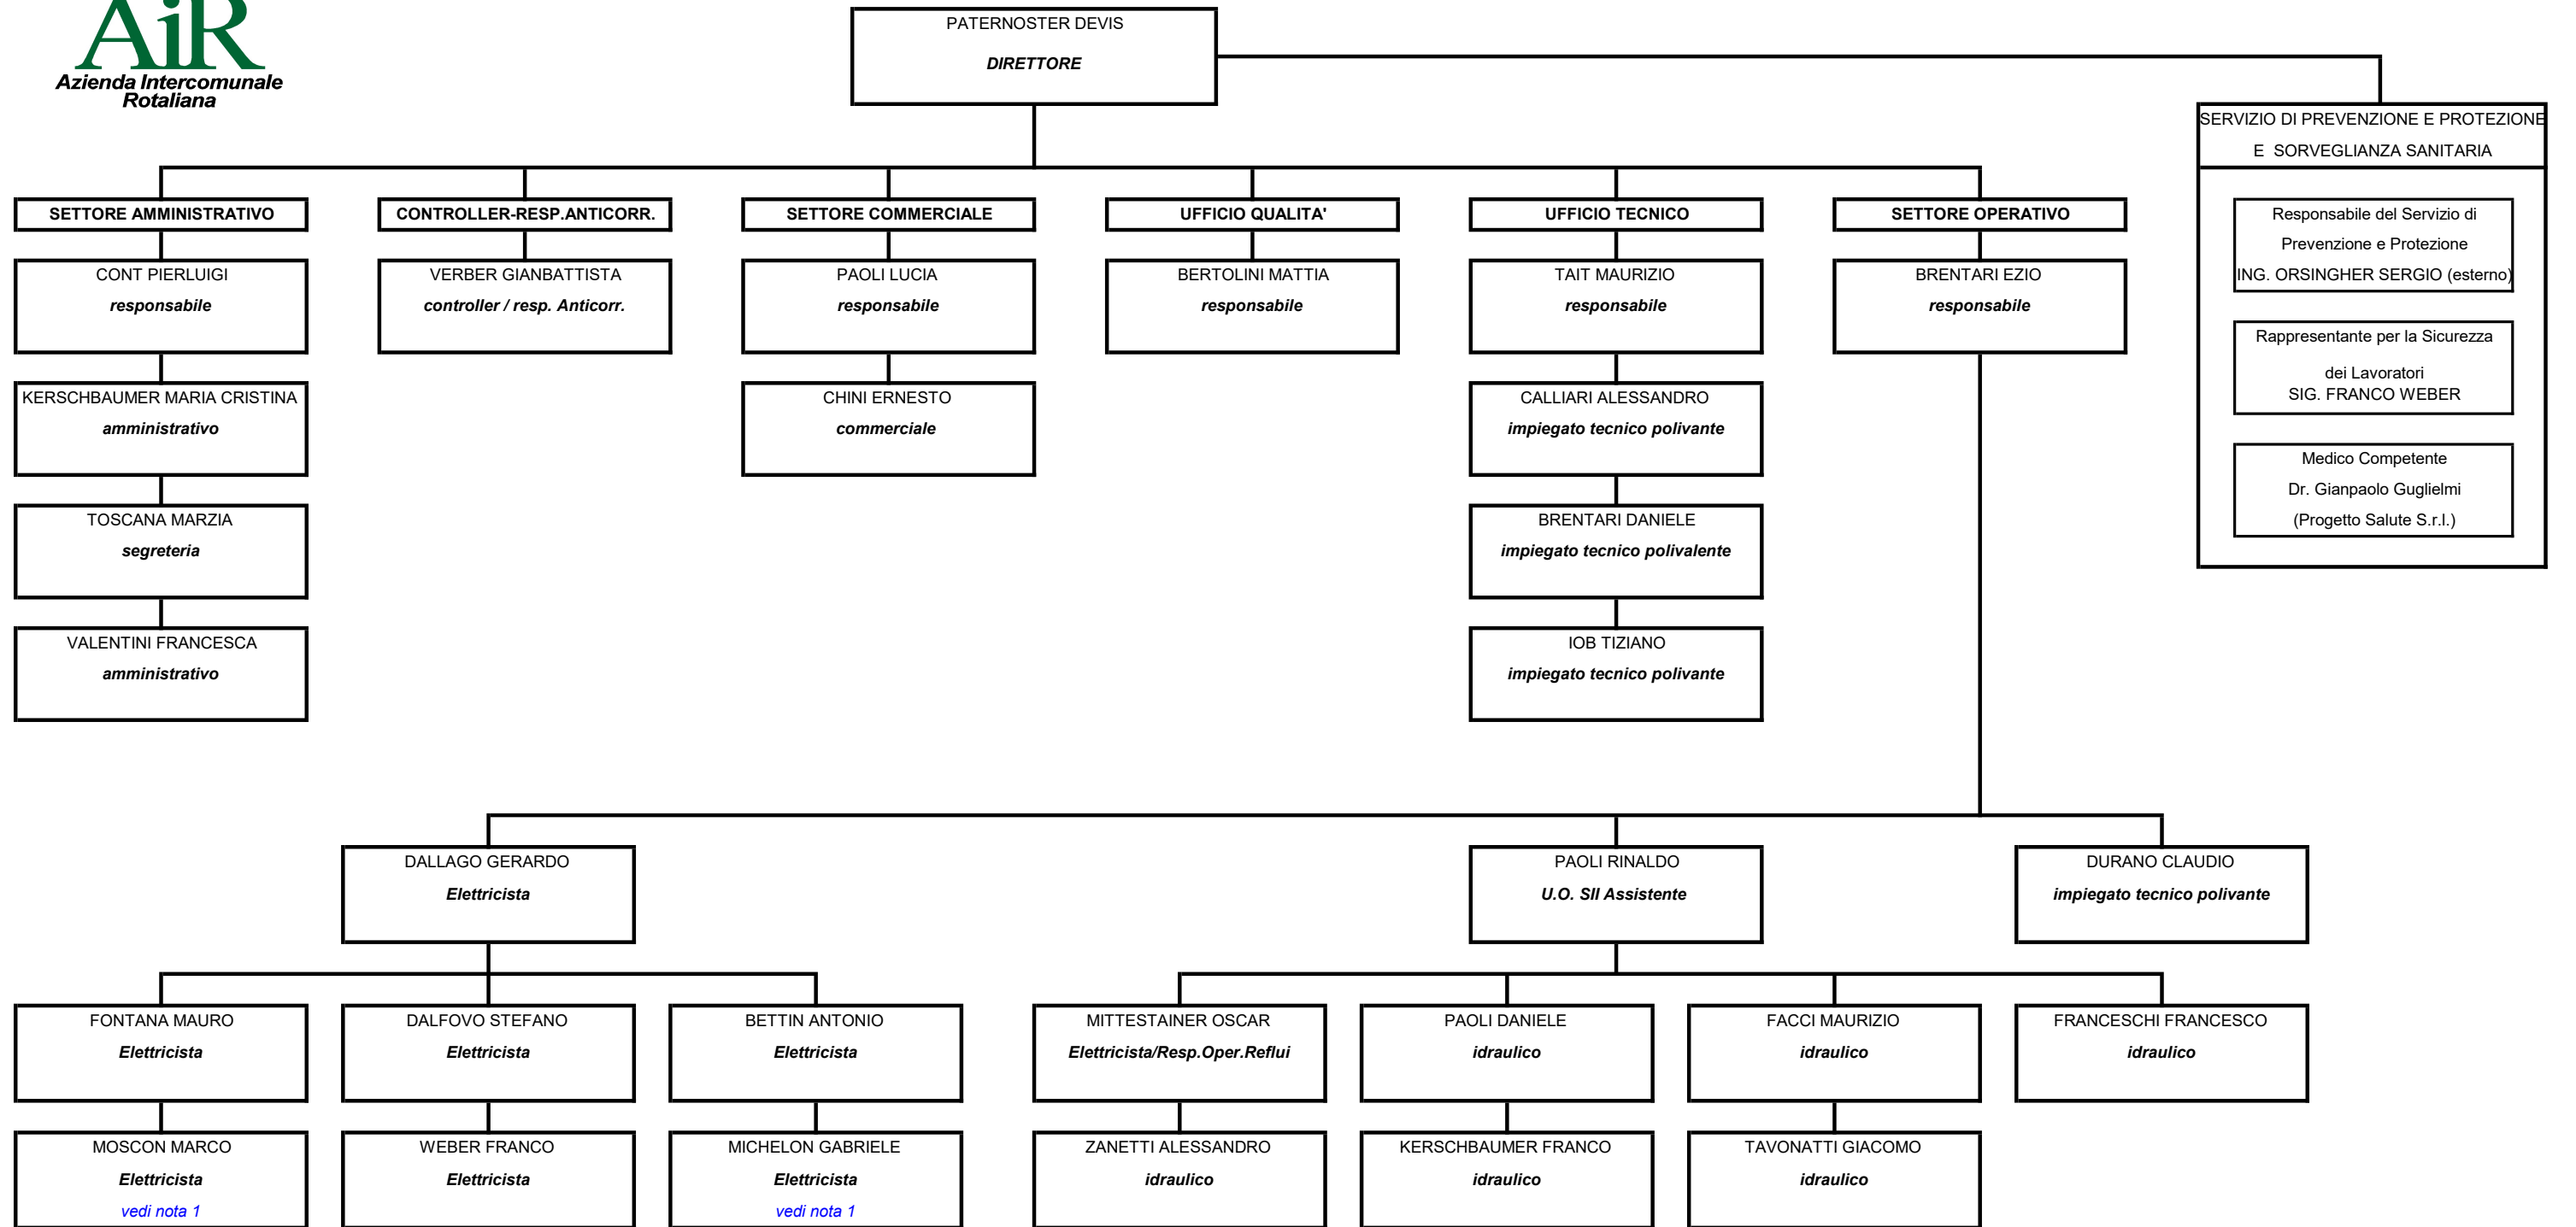 AiR
Azienda Intercomunale
Rotaliana
PATERNOSTER DEVIS
DIRETTORE
SERVIZIO DI PREVENZIONE E PROTEZIONE
E SORVEGLIANZA SANITARIA
Responsabile del Servizio di
Prevenzione e Protezione
ING. ORSINGHER SERGIO (esterno)
Rappresentante per la Sicurezza
dei Lavoratori
SIG. FRANCO WEBER
Medico Competente
Dr. Gianpaolo Guglielmi
(Progetto Salute S.r.l.)
SETTORE AMMINISTRATIVO
CONT PIERLUIGI
responsabile
KERSCHBAUMER MARIA CRISTINA
amministrativo
TOSCANA MARZIA
segreteria
VALENTINI FRANCESCA
amministrativo
CONTROLLER-RESP.ANTICORR.
VERBER GIANBATTISTA
controller / resp. Anticorr.
SETTORE COMMERCIALE
PAOLI LUCIA
responsabile
CHINI ERNESTO
commerciale
UFFICIO QUALITA'
BERTOLINI MATTIA
responsabile
UFFICIO TECNICO
TAIT MAURIZIO
responsabile
CALLIARI ALESSANDRO
impiegato tecnico polivante
BRENTARI DANIELE
impiegato tecnico polivalente
IOB TIZIANO
impiegato tecnico polivante
SETTORE OPERATIVO
BRENTARI EZIO
responsabile
DALLAGO GERARDO
Elettricista
PAOLI RINALDO
U.O. SII Assistente
DURANO CLAUDIO
impiegato tecnico polivante
FONTANA MAURO
Elettricista
DALFOVO STEFANO
Elettricista
BETTIN ANTONIO
Elettricista
MITTESTAINER OSCAR
Elettricista/Resp.Oper.Reflui
PAOLI DANIELE
idraulico
FACCI MAURIZIO
idraulico
FRANCESCHI FRANCESCO
idraulico
MOSCON MARCO
Elettricista
vedi nota 1
WEBER FRANCO
Elettricista
MICHELON GABRIELE
Elettricista
vedi nota 1
ZANETTI ALESSANDRO
idraulico
KERSCHBAUMER FRANCO
idraulico
TAVONATTI GIACOMO
idraulico